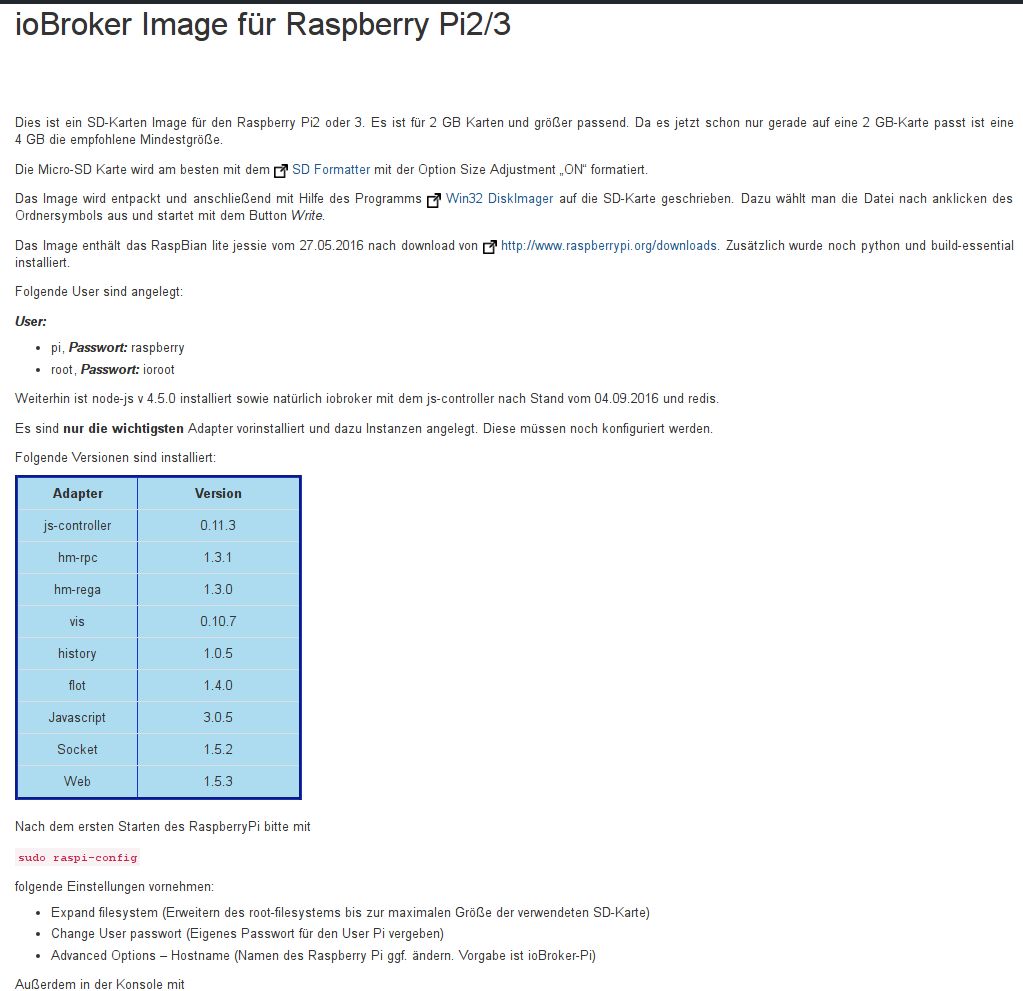 ioBroker Image für Raspberry Pi2/3
Dies ist ein SD-Karten Image für den Raspberry Pi2 oder 3. Es ist für 2 GB Karten und größer passend. Da es jetzt schon nur gerade auf eine 2 GB-Karte passt ist eine
4 GB die empfohlene Mindestgröße.
Die Micro-SD Karte wird am besten mit dem SD Formatter mit der Option Size Adjustment „ON“ formatiert.
Das Image wird entpackt und anschließend mit Hilfe des Programms Win32 DiskImager auf die SD-Karte geschrieben. Dazu wählt man die Datei nach anklicken des
Ordnersymbols aus und startet mit dem Button Write.
Das Image enthält das RaspBian lite jessie vom 27.05.2016 nach download von http://www.raspberrypi.org/downloads. Zusätzlich wurde noch python und build-essential
installiert.
Folgende User sind angelegt:
User:
• pi, Passwort: raspberry
• root, Passwort: ioroot
Weiterhin ist node-js v 4.5.0 installiert sowie natürlich iobroker mit dem js-controller nach Stand vom 04.09.2016 und redis.
Es sind nur die wichtigsten Adapter vorinstalliert und dazu Instanzen angelegt. Diese müssen noch konfiguriert werden.
Folgende Versionen sind installiert:
Adapter Version
js-controller 0.11.3
hm-rpc 1.3.1
hm-rega 1.3.0
vis 0.10.7
history 1.0.5
flot 1.4.0
Javascript 3.0.5
Socket 1.5.2
Web 1.5.3
Nach dem ersten Starten des RaspberryPi bitte mit
sudo raspi-config
folgende Einstellungen vornehmen:
• Expand filesystem (Erweitern des root-filesystems bis zur maximalen Größe der verwendeten SD-Karte)
• Change User passwort (Eigenes Passwort für den User Pi vergeben)
• Advanced Options – Hostname (Namen des Raspberry Pi ggf. ändern. Vorgabe ist ioBroker-Pi)
Außerdem in der Konsole mit